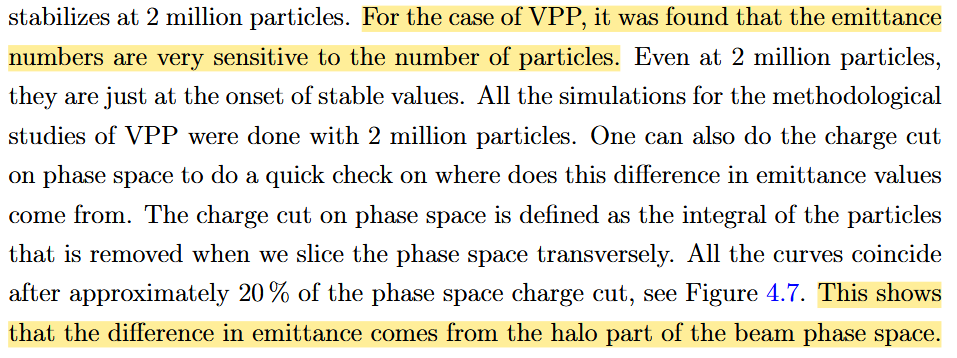 stabilizes at 2 million particles. For the case of VPP, it was found that the emittance
numbers are very sensitive to the number of particles. Even at 2 million particles,
they are just at the onset of stable values. All the simulations for the methodological
studies of VPP were done with 2 million particles. One can also do the charge cut
on phase space to do a quick check on where does this difference in emittance values
come from. The charge cut on phase space is defined as the integral of the particles
that is removed when we slice the phase space transversely. All the curves coincide
after approximately 20 % of the phase space charge cut, see Figure 4.7. This shows
that the difference in emittance comes from the halo part of the beam phase space.